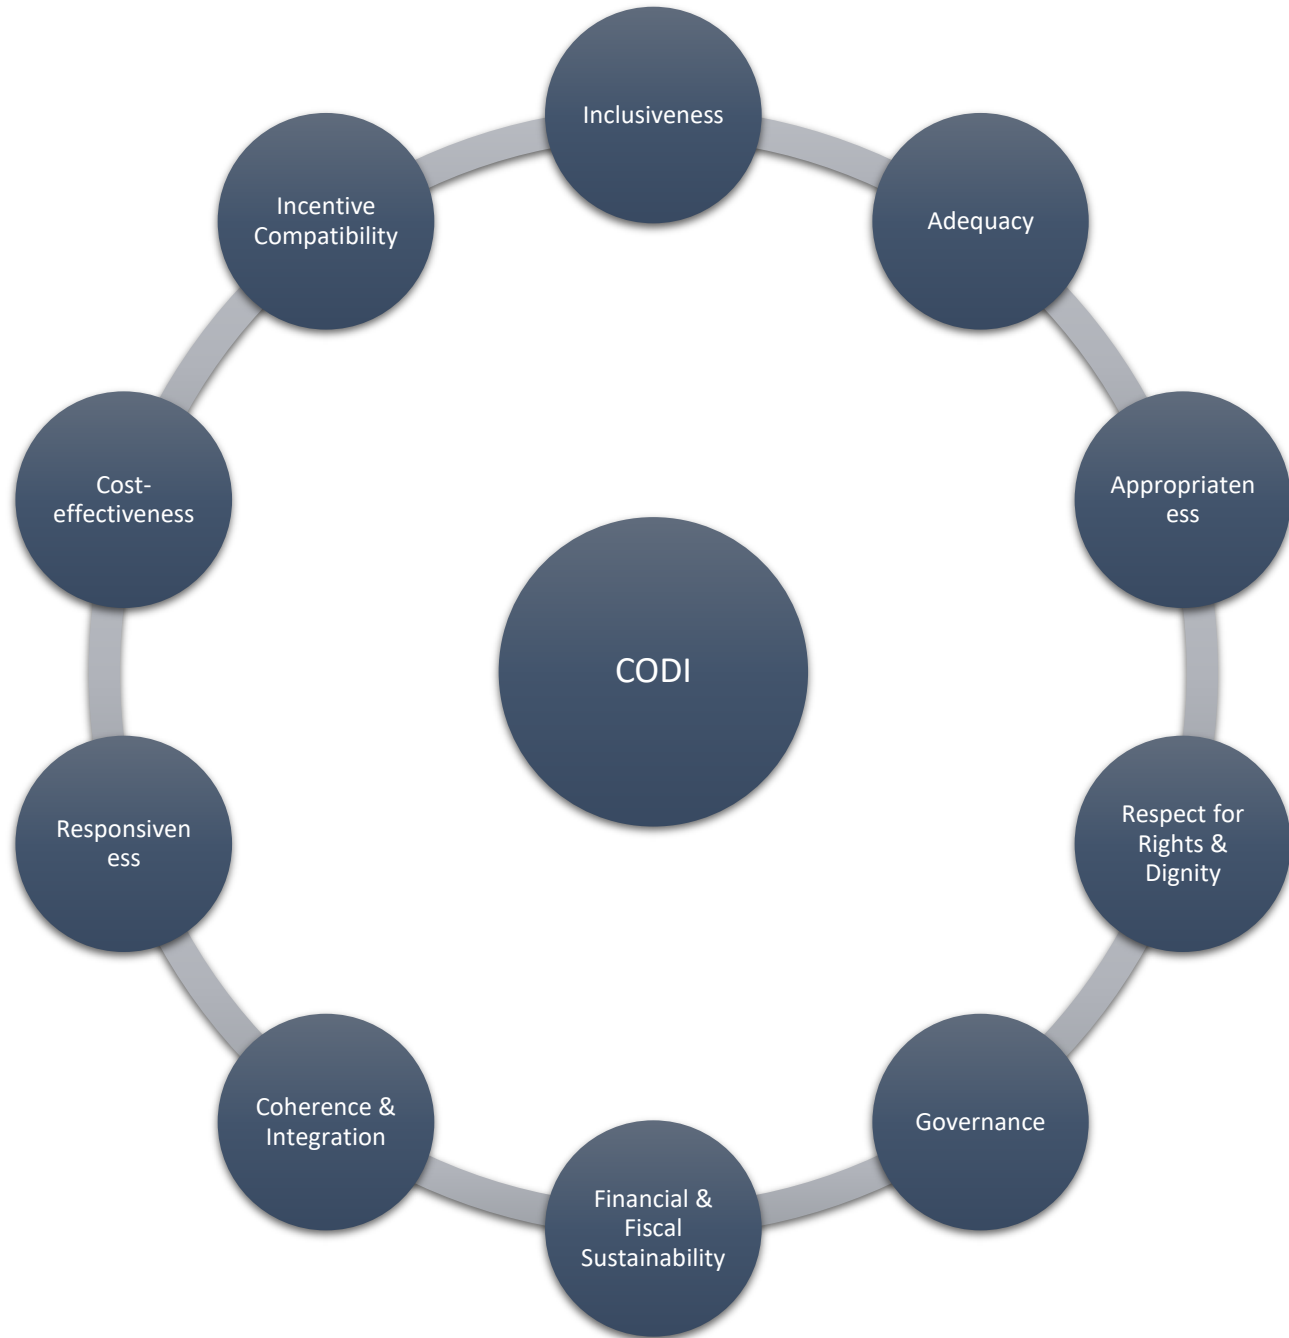 Inclusiveness
Adequacy
Appropriaten
ess
Respect for
Rights &
Dignity
Governance
Financial &
Fiscal
Sustainability
Coherence &
Integration
Responsiven
ess
Cost-
effectiveness
Incentive
Compatibility
CODI